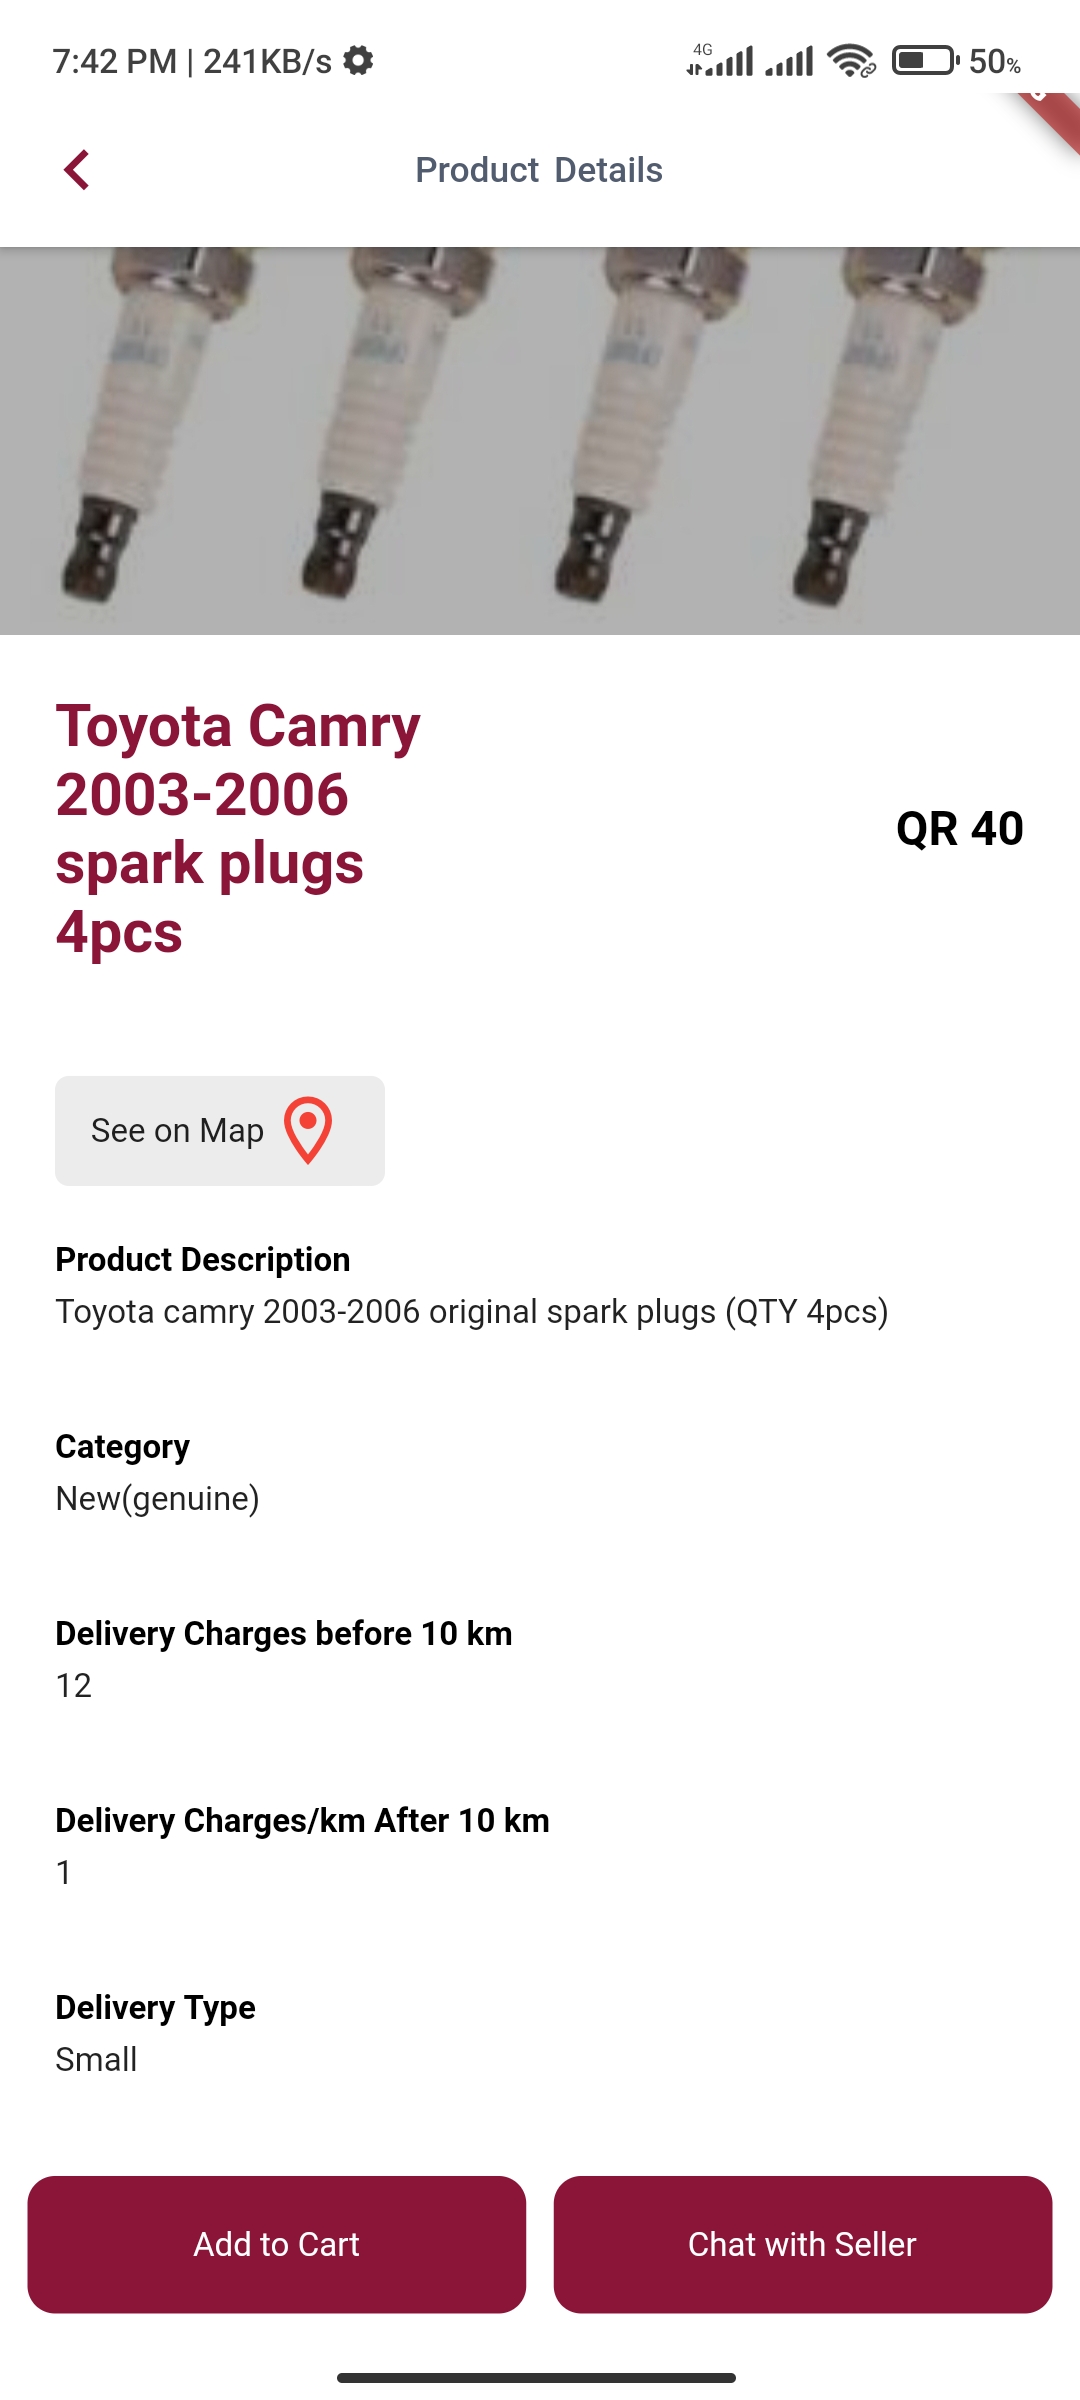 7:42 PM | 241KB/s
4G
50%
Product Details
Toyota Camry
2003-2006
spark plugs
4pcs
QR 40
See on Map
Product Description
Toyota camry 2003-2006 original spark plugs (QTY 4pcs)
Category
New(genuine)
Delivery Charges before 10 km
12
Delivery Charges/km After 10 km
1
Delivery Type
Small
Add to Cart
Chat with Seller